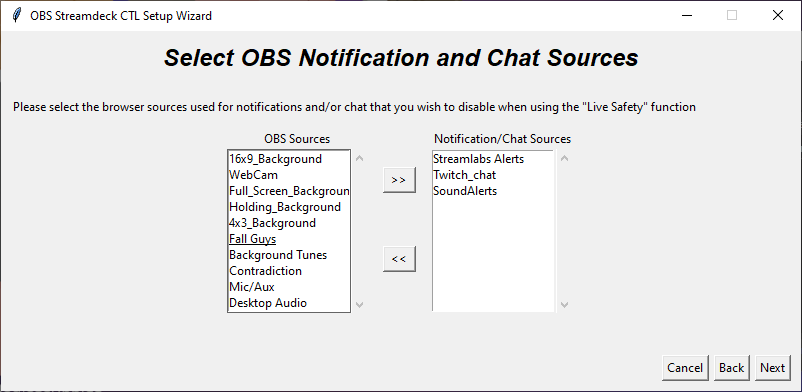 OBS Streamdeck CTL Setup Wizard
Select OBS Notification and Chat Sources
Please select the browser sources used for notifications and/or chat that you wish to disable when using the "Live Safety" function
OBS Sources
16x9_Background
WebCam
Full_Screen_Backgroun
Holding_Background
4x3_Background
Fall Guys
Background Tunes
Contradiction
Mic/Aux
Desktop Audio
>>
<<
Notification/Chat Sources
Streamlabs Alerts
Twitch_chat
SoundAlerts
Cancel Back Next